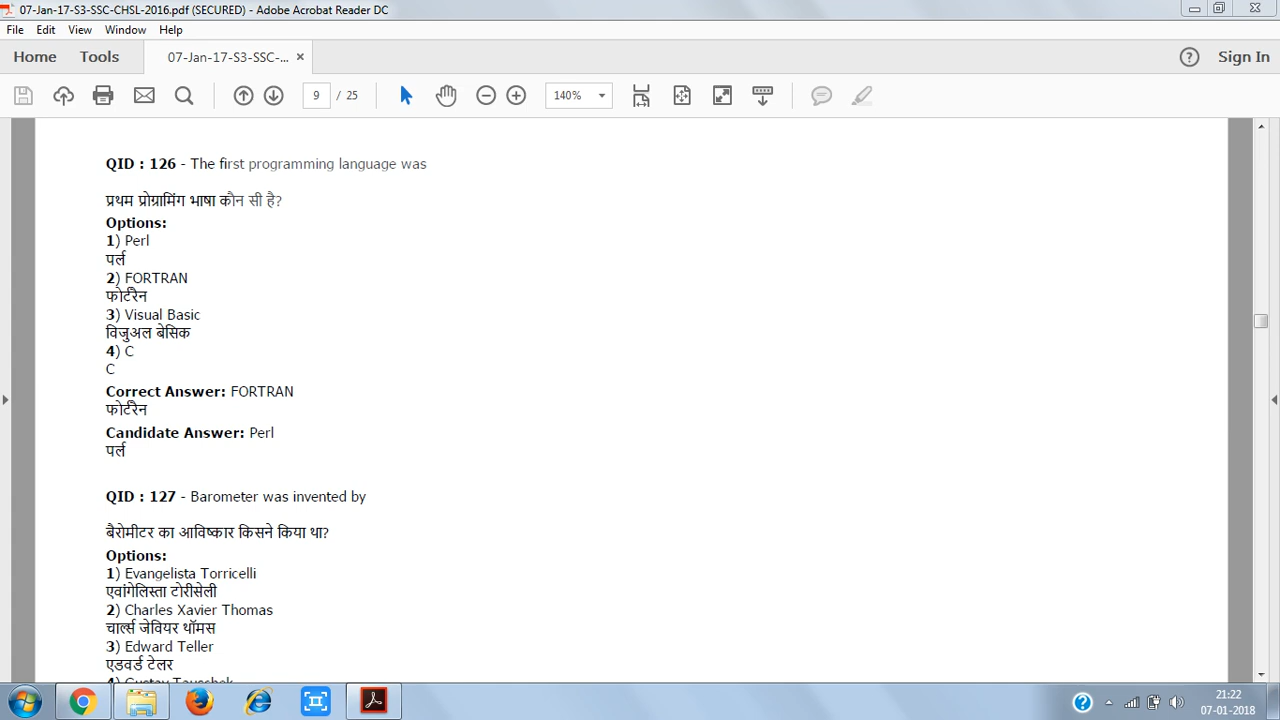 07-Jan-17-S3-SSC-CHSL-2016.pdf (SECURED) - Adobe Acrobat Reader DC
File Edit View Window Help
Home Tools 07-Jan-17-S3-SSC-... × Sign In
9 / 25 140%
QID : 126 - The first programming language was
प्रथम प्रोग्रामिंग भाषा कौन सी है?
Options:
1) Perl
पर्ल
2) FORTRAN
फोर्टरैन
3) Visual Basic
विजुअल बेसिक
4) C
C
Correct Answer: FORTRAN
फोर्टरैन
Candidate Answer: Perl
पर्ल
QID : 127 - Barometer was invented by
बैरोमीटर का आविष्कार किसने किया था?
Options:
1) Evangelista Torricelli
एवांगेलिस्ता टोरीसेली
2) Charles Xavier Thomas
चार्ल्स जेवियर थॉमस
3) Edward Teller
एडवर्ड टेलर
4) Gustav Tauschek
21:22
07-01-2018